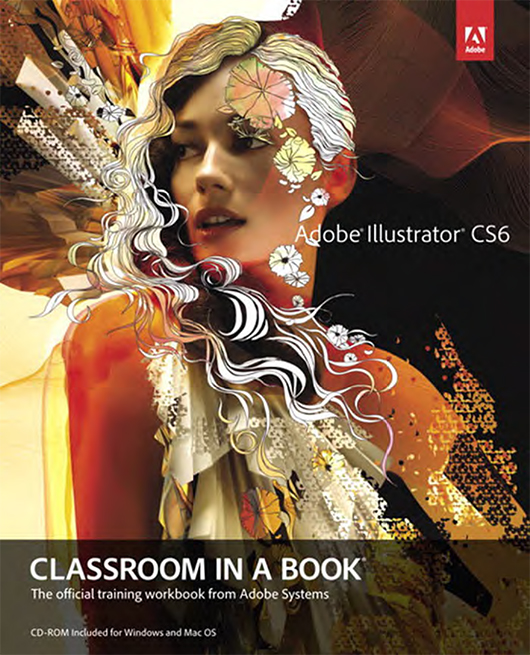 Adobe
Adobe® Illustrator® CS6
CLASSROOM IN A BOOK®
The official training workbook from Adobe Systems
CD-ROM Included for Windows and Mac OS